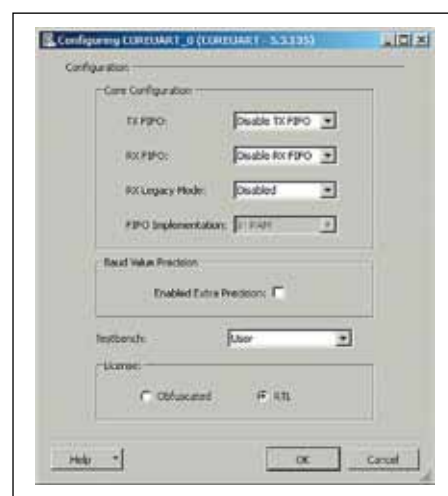 Configuring COREUART_0 (COREUART - 5.5.135)
Configuration
Core Configuration
TX FIFO: Disable TX FIFO
RX FIFO: Disable RX FIFO
RX Legacy Mode: Disabled
FIFO Implementation: RAM
Baud Value Precision
Enabled Extra Precision:
Testbench: User
License:
Obfuscated RTL
Help OK Cancel